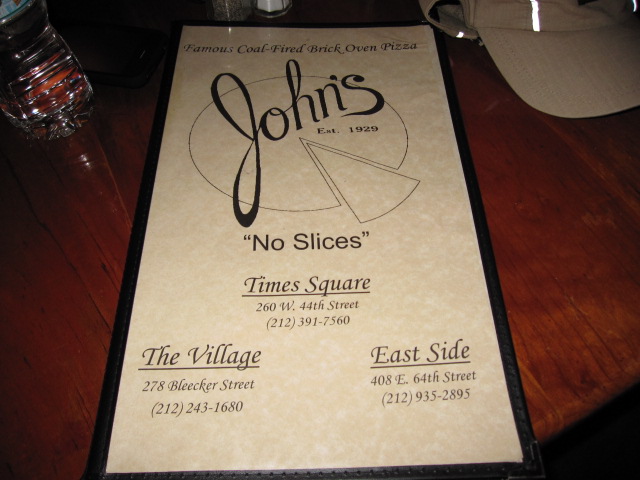 Famous Coal-Fired Brick Oven Pizza
John's
Est. 1929
"No Slices"
Times Square
260 W. 44th Street
(212) 391-7560
The Village
278 Bleecker Street
(212) 243-1680
East Side
408 E. 64th Street
(212) 935-2895